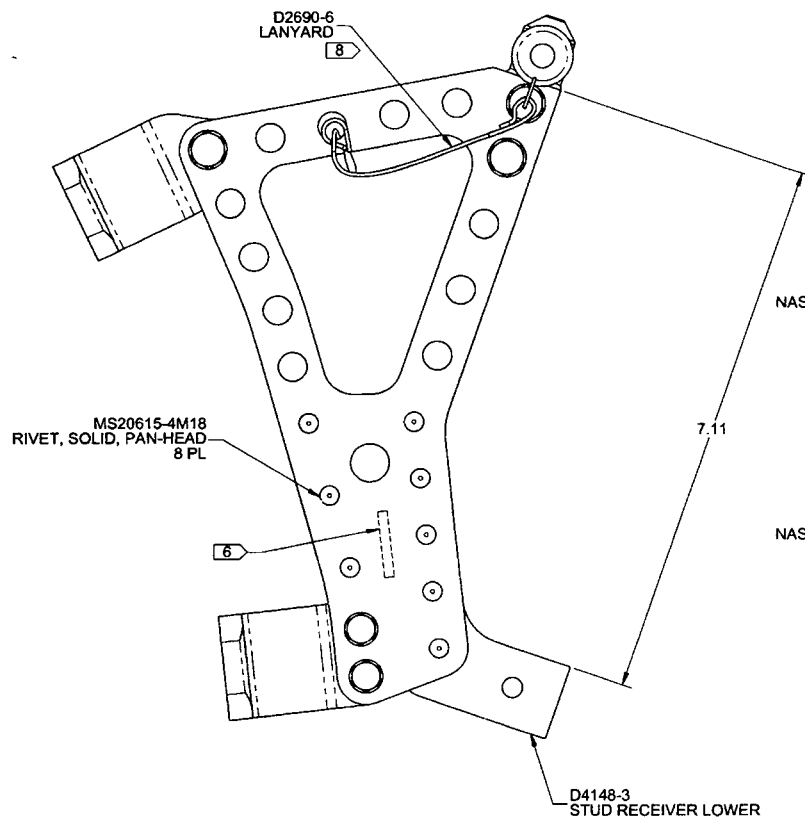 D2690-6
LANYARD
8
NAS
7.11
MS20615-4M18
RIVET, SOLID, PAN-HEAD
8 PL
NAS
6
D4148-3
STUD RECEIVER LOWER